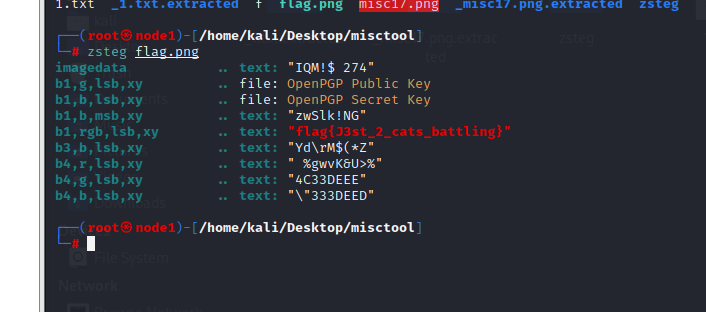 1.txt _1.txt.extracted f flag.png misc17.png _misc17.png.extracted zsteg
┌──(root㉿node1)-[/home/kali/Desktop/misctool]
└─# zsteg flag.png
imagedata .. text: "IQM!$ 274"
b1,g,lsb,xy .. file: OpenPGP Public Key
b1,b,lsb,xy .. file: OpenPGP Secret Key
b1,b,msb,xy .. text: "zwSlk!NG"
b1,rgb,lsb,xy .. text: "flag{J3st_2_cats_battling}"
b3,b,lsb,xy .. text: "Yd\rM$(*Z"
b4,r,lsb,xy .. text: " %gwvK&U>%"
b4,g,lsb,xy .. text: "4C33DEEE"
b4,b,lsb,xy .. text: "\"333DEED"
┌──(root㉿node1)-[/home/kali/Desktop/misctool]
└─#
File System
Network